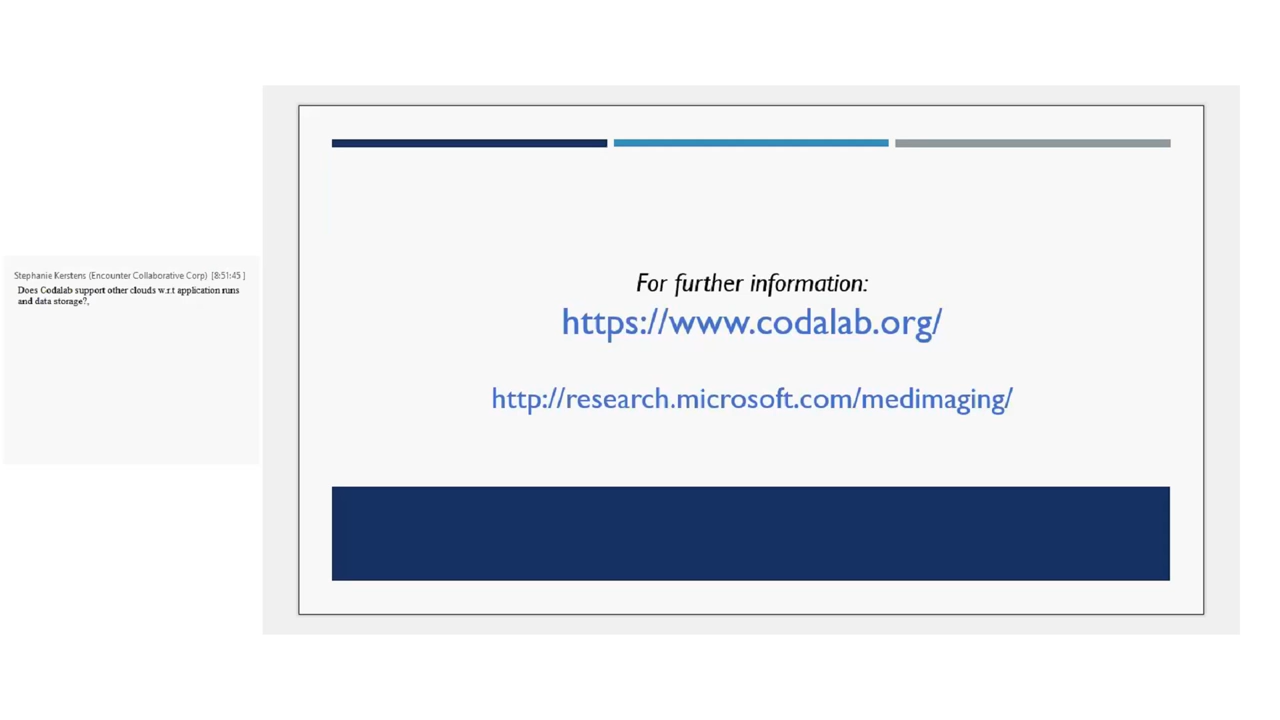 Stephanie Kerstens (Encounter Collaborative Corp) [8:51:45 ]
Does Codalab support other clouds w.r.t application runs
and data storage?,
For further information:
https://www.codalab.org/
http://research.microsoft.com/medimaging/